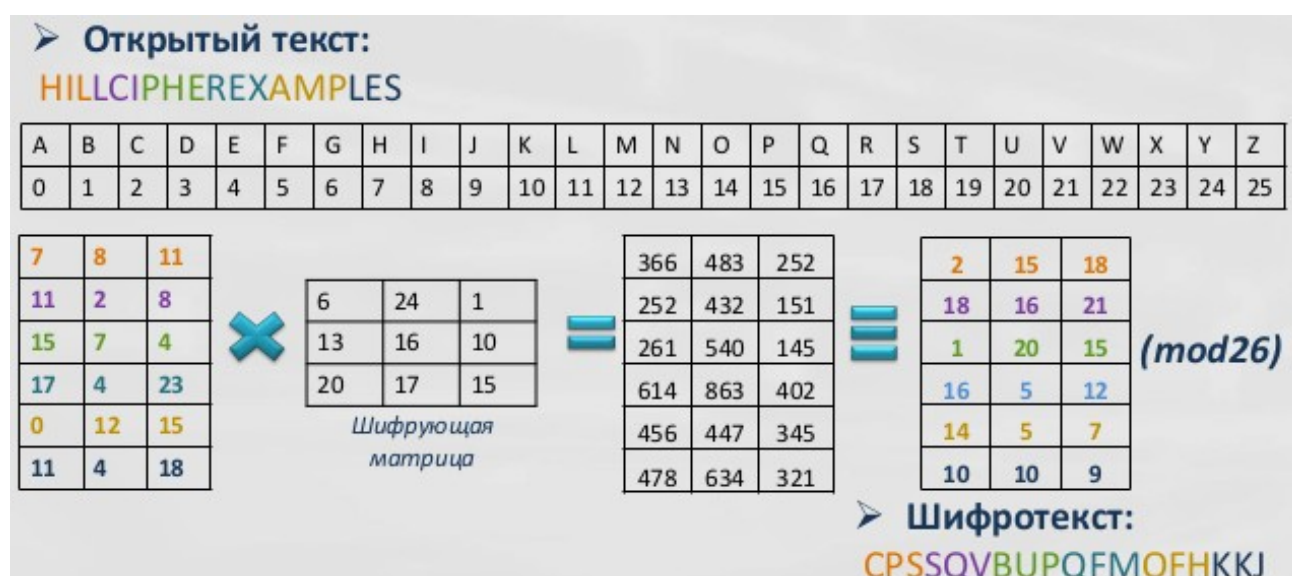 ➢ Открытый текст:
HILLCIPHEREXAMPLES
A B C D E F G H I J K L M N O P Q R S T U V W X Y Z
0 1 2 3 4 5 6 7 8 9 10 11 12 13 14 15 16 17 18 19 20 21 22 23 24 25
7 8 11
11 2 8
15 7 4
17 4 23
0 12 15
11 4 18
6 24 1
13 16 10
20 17 15
Шифрующая
матрица
366 483 252
252 432 151
261 540 145
614 863 402
456 447 345
478 634 321
2 15 18
18 16 21
1 20 15
16 5 12
14 5 7
10 10 9
(mod26)
➢ Шифротекст:
CPSSQVBUPQFMOFHKKJ